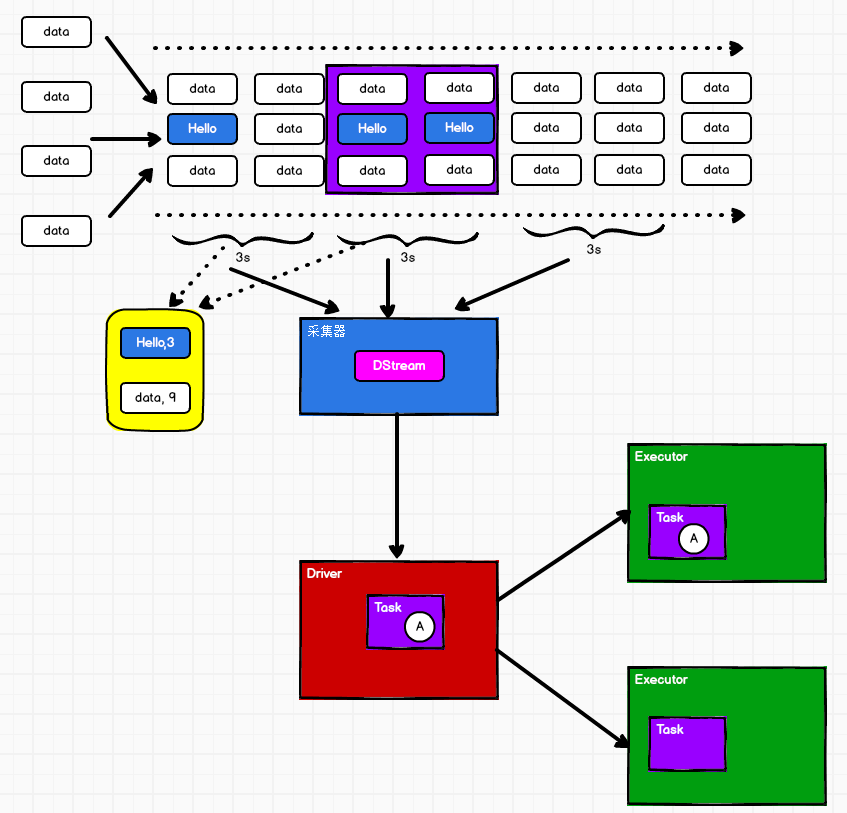 data
data
data
data
data data data data data data data
Hello data Hello Hello data data data
data data data data data data data
3s 3s 3s
Hello,3
data, 9
采集器
DStream
Driver
Task
A
Executor
Task
A
Executor
Task